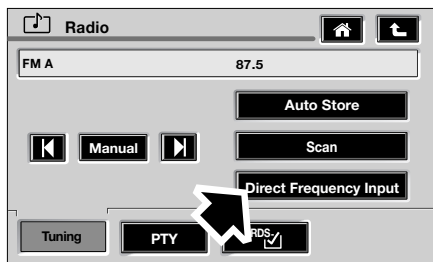 Radio
FM A 87.5
Auto Store
Manual
Scan
Direct Frequency Input
Tuning
PTY
RDS